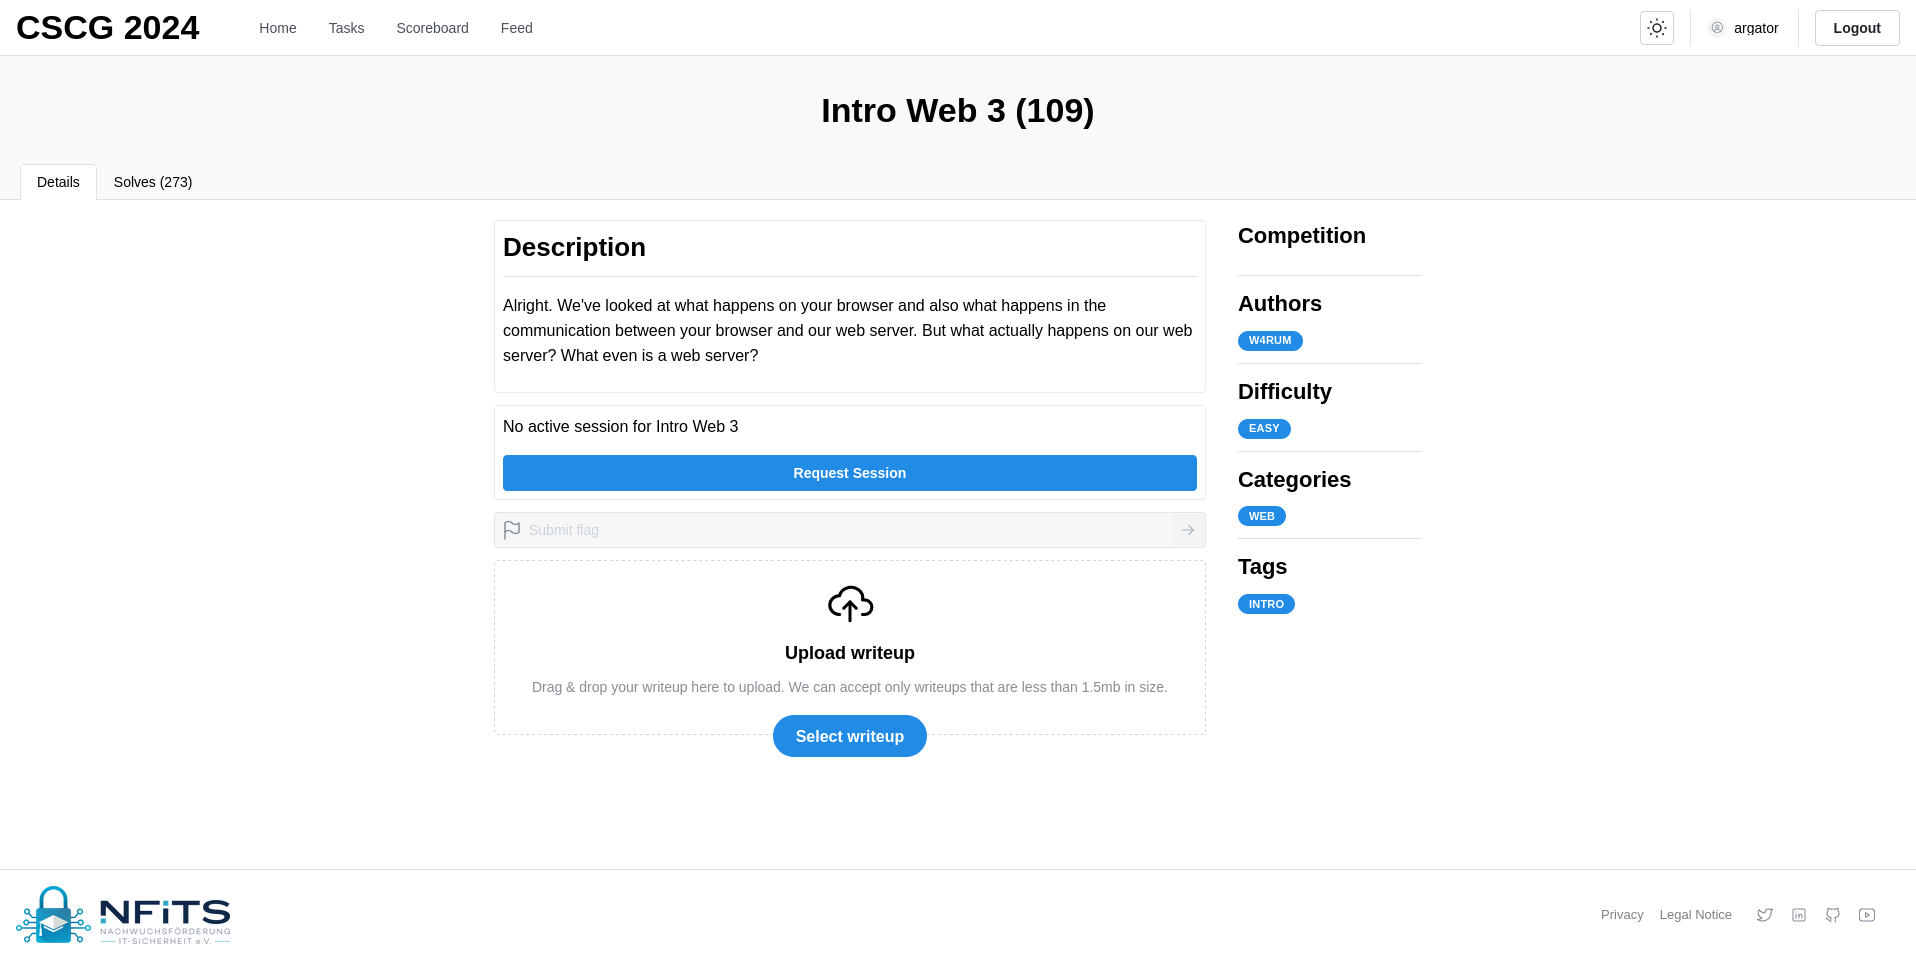 CSCG 2024
Home
Tasks
Scoreboard
Feed
argator
Logout
Intro Web 3 (109)
Details
Solves (273)
Description
Alright. We've looked at what happens on your browser and also what happens in the
communication between your browser and our web server. But what actually happens on our web
server? What even is a web server?
No active session for Intro Web 3
Request Session
Submit flag
Upload writeup
Drag & drop your writeup here to upload. We can accept only writeups that are less than 1.5mb in size.
Select writeup
Competition
Authors
W4RUM
Difficulty
EASY
Categories
WEB
Tags
INTRO
NFiTS
NACHWUCHSFÖRDERUNG
IT-SICHERHEIT e.V.
Privacy
Legal Notice